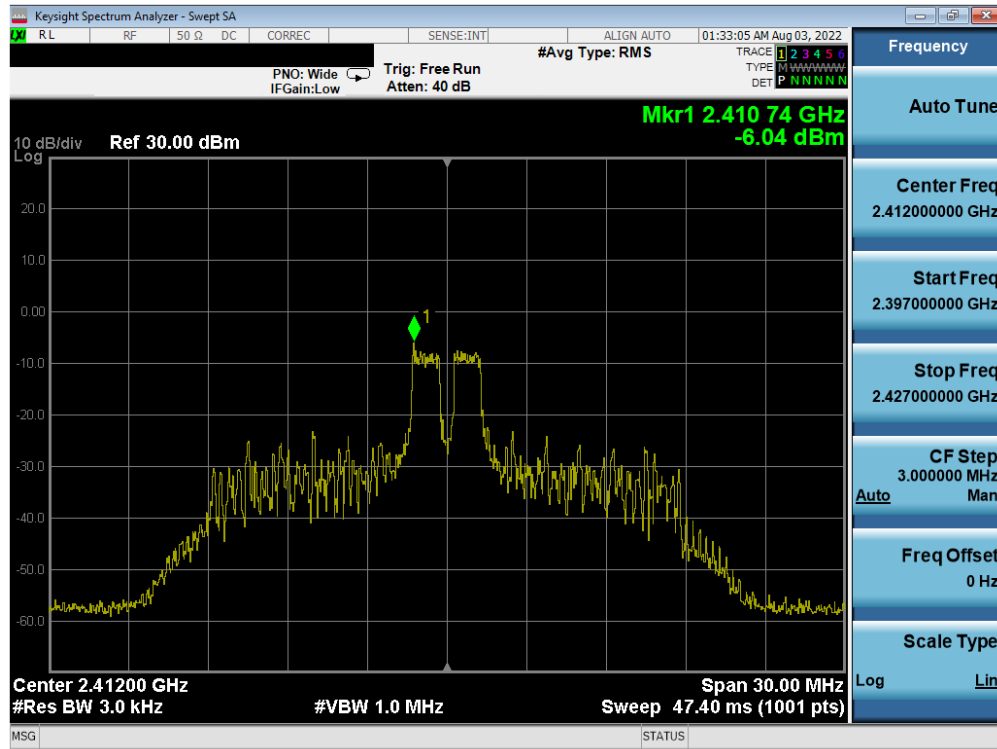 Keysight Spectrum Analyzer - Swept SA
LXI RL RF 50 Ω DC CORREC SENSE:INT ALIGN AUTO 01:33:05 AM Aug 03, 2022
#Avg Type: RMS TRACE 1 2 3 4 5 6
PNO: Wide Trig: Free Run TYPE M WWWWW
IFGain:Low Atten: 40 dB DET P N N N N N
Mkr1 2.410 74 GHz
-6.04 dBm
10 dB/div Ref 30.00 dBm
Log
20.0
10.0
0.00
-10.0
-20.0
-30.0
-40.0
-50.0
-60.0
1
Center 2.41200 GHz Span 30.00 MHz
#Res BW 3.0 kHz #VBW 1.0 MHz Sweep 47.40 ms (1001 pts)
MSG STATUS
Frequency
Auto Tune
Center Freq
2.412000000 GHz
Start Freq
2.397000000 GHz
Stop Freq
2.427000000 GHz
CF Step
3.000000 MHz
Auto Man
Freq Offset
0 Hz
Scale Type
Log Lin